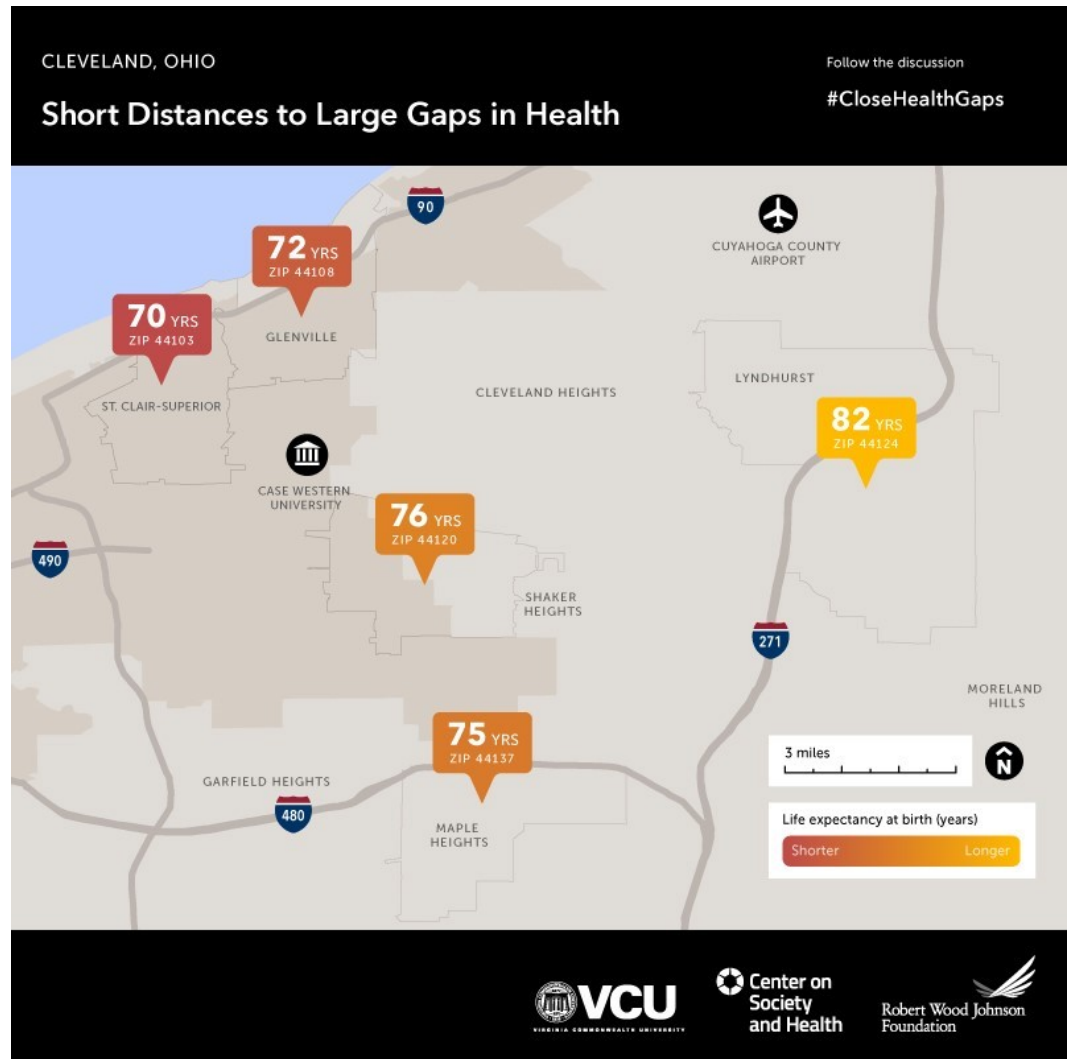 CLEVELAND, OHIO
Short Distances to Large Gaps in Health
Follow the discussion
#CloseHealthGaps
90
CUYAHOGA COUNTY
AIRPORT
72 YRS
ZIP 44108
GLENVILLE
70 YRS
ZIP 44103
ST. CLAIR-SUPERIOR
CLEVELAND HEIGHTS
LYNDHURST
82 YRS
ZIP 44124
CASE WESTERN
UNIVERSITY
76 YRS
ZIP 44120
490
SHAKER
HEIGHTS
271
MORELAND
HILLS
75 YRS
ZIP 44137
GARFIELD HEIGHTS
480
MAPLE
HEIGHTS
3 miles
N
Life expectancy at birth (years)
Shorter
Longer
VCU
VIRGINIA COMMONWEALTH UNIVERSITY
Center on
Society
and Health
Robert Wood Johnson
Foundation